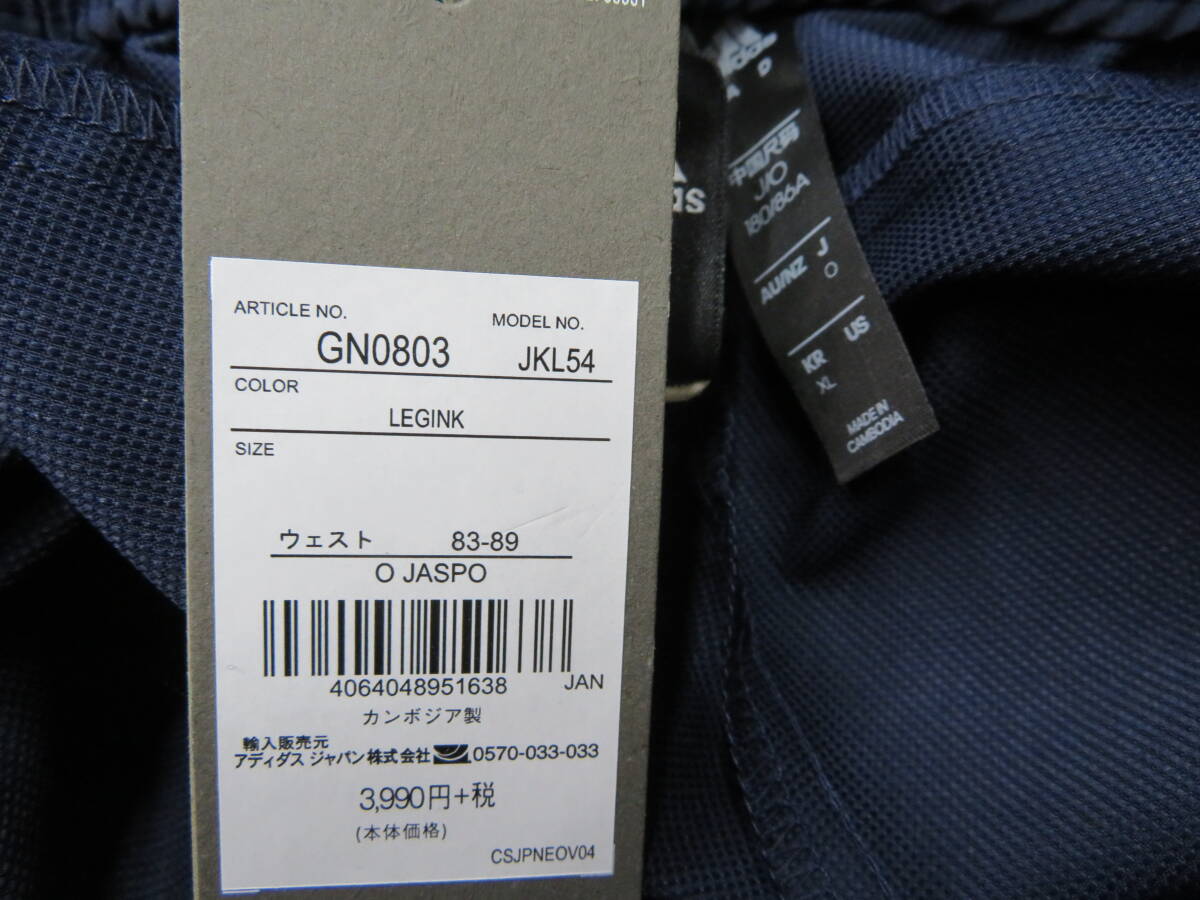 ARTICLE NO.
MODEL NO.
GN0803
JKL54
COLOR
LEGINK
SIZE
ウェスト 83-89
O JASPO
4064048951638
JAN
カンボジア製
輸入販売元
アディダス ジャパン株式会社 0570-033-033
3,990円+税
(本体価格)
CSJPNEOV04
D
A
中国尺码
J/O
180/86A
AU/NZ J
O
KR US
XL
MADE IN
CAMBODIA